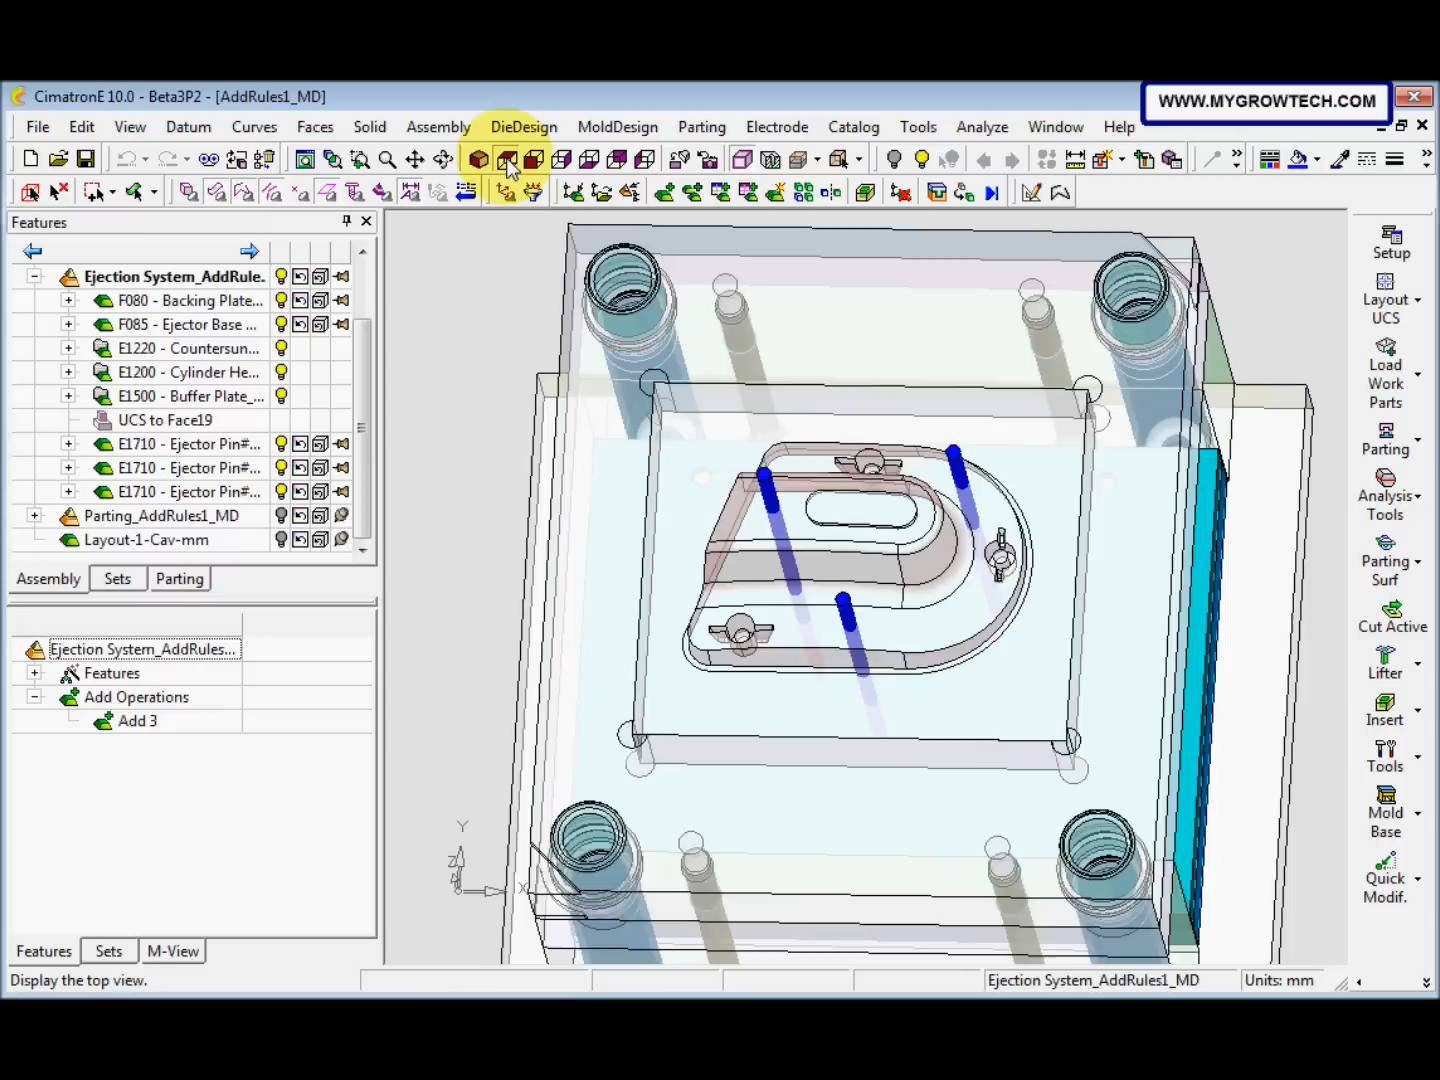 CimatronE 10.0 - Beta3P2 - [AddRules1_MD]
WWW.MYGROWTECH.COM
File Edit View Datum Curves Faces Solid Assembly DieDesign MoldDesign Parting Electrode Catalog Tools Analyze Window Help
Features
Ejection System_AddRule.
F080 - Backing Plate...
F085 - Ejector Base ...
E1220 - Countersun...
E1200 - Cylinder He...
E1500 - Buffer Plate_...
UCS to Face19
E1710 - Ejector Pin#...
E1710 - Ejector Pin#...
E1710 - Ejector Pin#...
Parting_AddRules1_MD
Layout-1-Cav-mm
Assembly Sets Parting
Ejection System_AddRules...
Features
Add Operations
Add 3
Features Sets M-View
Y
Z
X
Setup
Layout
UCS
Load
Work
Parts
Parting
Analysis
Tools
Parting
Surf
Cut Active
Lifter
Insert
Tools
Mold
Base
Quick
Modif.
Display the top view.
Ejection System_AddRules1_MD
Units: mm